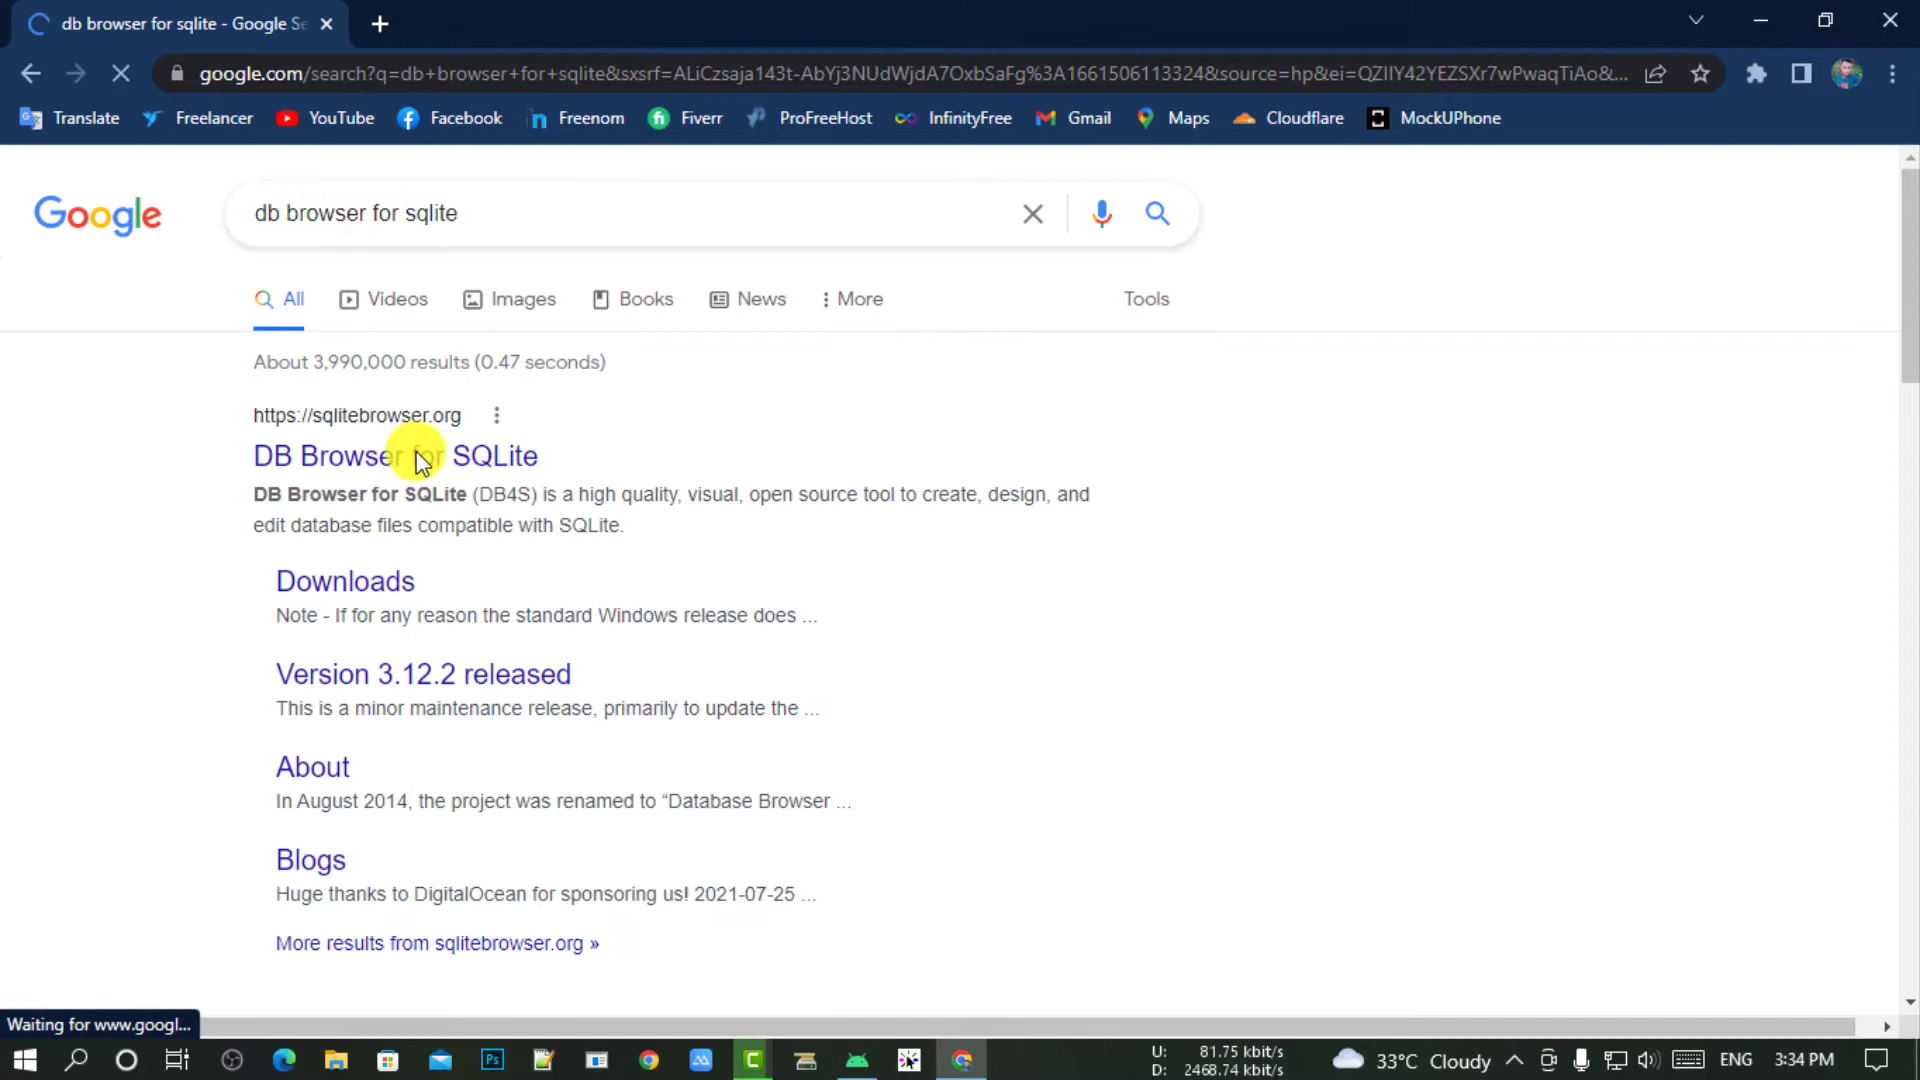 db browser for sqlite - Google Se
google.com/search?q=db+browser+for+sqlite&sxsrf=ALiCzsaja143t-AbYj3NUdWjdA7OxbSaFg%3A1661506113324&source=hp&ei=QZIIY42YEZSXr7wPwaqTiAo&...
Translate Freelancer YouTube Facebook Freenom Fiverr ProFreeHost InfinityFree Gmail Maps Cloudflare MockUPhone
Google db browser for sqlite
All Videos Images Books News More Tools
About 3,990,000 results (0.47 seconds)
https://sqlitebrowser.org
DB Browser for SQLite
DB Browser for SQLite (DB4S) is a high quality, visual, open source tool to create, design, and
edit database files compatible with SQLite.
Downloads
Note - If for any reason the standard Windows release does ...
Version 3.12.2 released
This is a minor maintenance release, primarily to update the ...
About
In August 2014, the project was renamed to “Database Browser ...
Blogs
Huge thanks to DigitalOcean for sponsoring us! 2021-07-25 ...
More results from sqlitebrowser.org »
Waiting for www.googl...
Ps
U: 81.75 kbit/s
D: 2468.74 kbit/s
33°C Cloudy ENG 3:34 PM